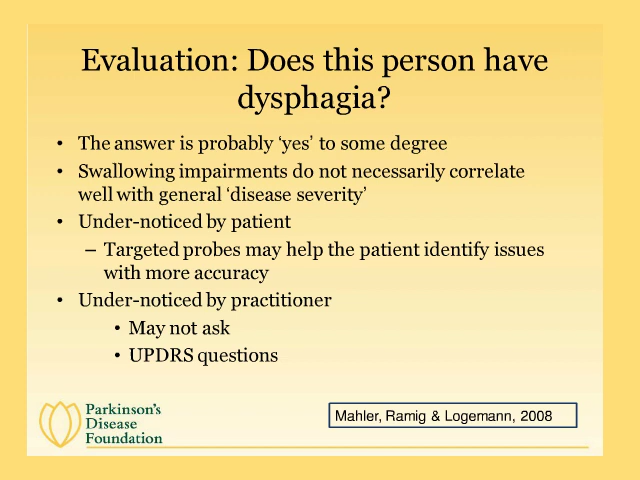 Evaluation: Does this person have
dysphagia?
• The answer is probably ‘yes’ to some degree
• Swallowing impairments do not necessarily correlate
well with general ‘disease severity’
• Under-noticed by patient
– Targeted probes may help the patient identify issues
with more accuracy
• Under-noticed by practitioner
• May not ask
• UPDRS questions
Parkinson's
Disease
Foundation
Mahler, Ramig & Logemann, 2008